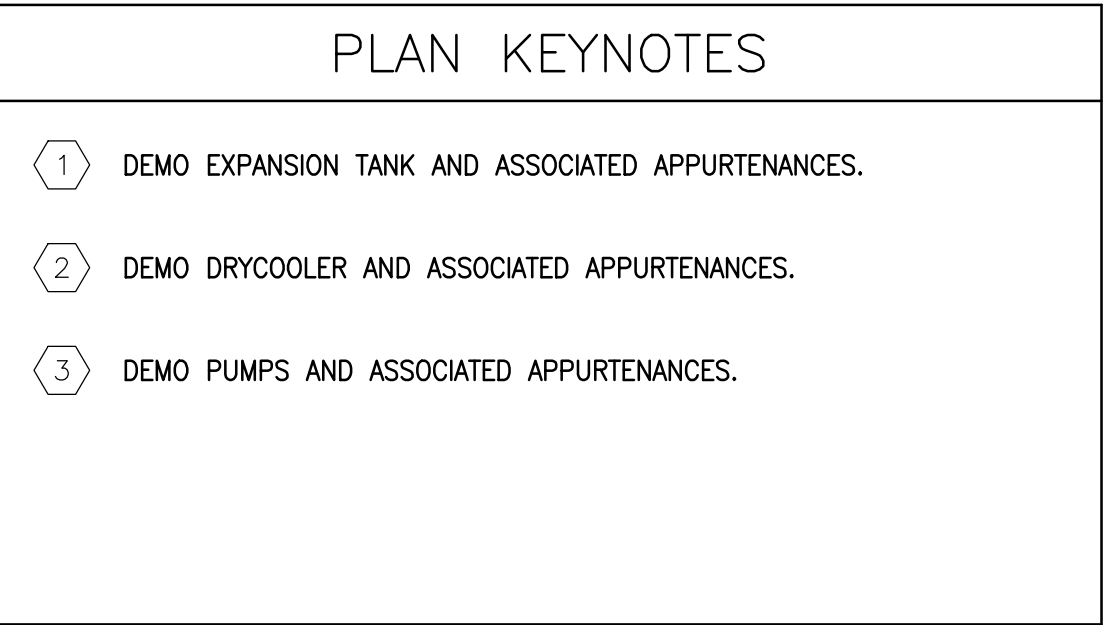 PLAN KEYNOTES
1 DEMO EXPANSION TANK AND ASSOCIATED APPURTENANCES.
2 DEMO DRYCOOLER AND ASSOCIATED APPURTENANCES.
3 DEMO PUMPS AND ASSOCIATED APPURTENANCES.